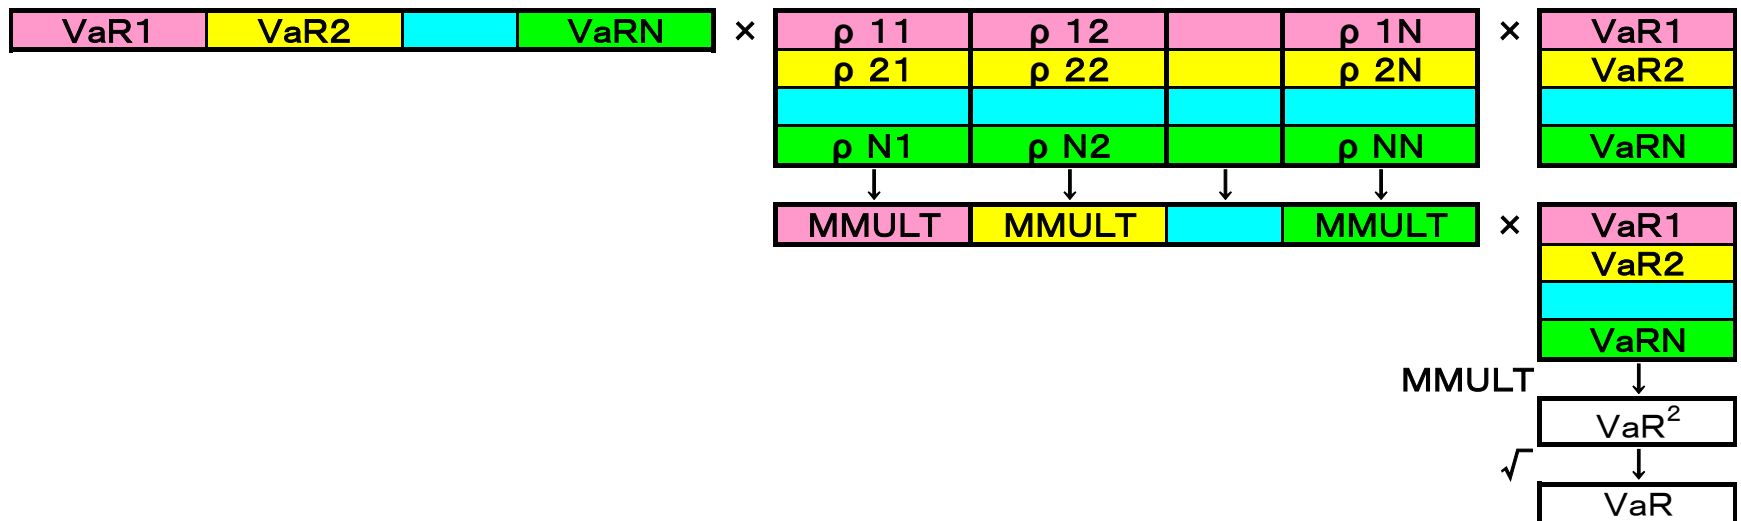 VaR1 VaR2 VaRN × ρ 11 ρ 12 ρ 1N × VaR1
ρ 21 ρ 22 ρ 2N VaR2
ρ N1 ρ N2 ρ NN VaRN
↓ ↓ ↓ ↓
MMULT MMULT MMULT × VaR1
VaR2
VaRN
MMULT ↓
VaR²
√ ↓
VaR